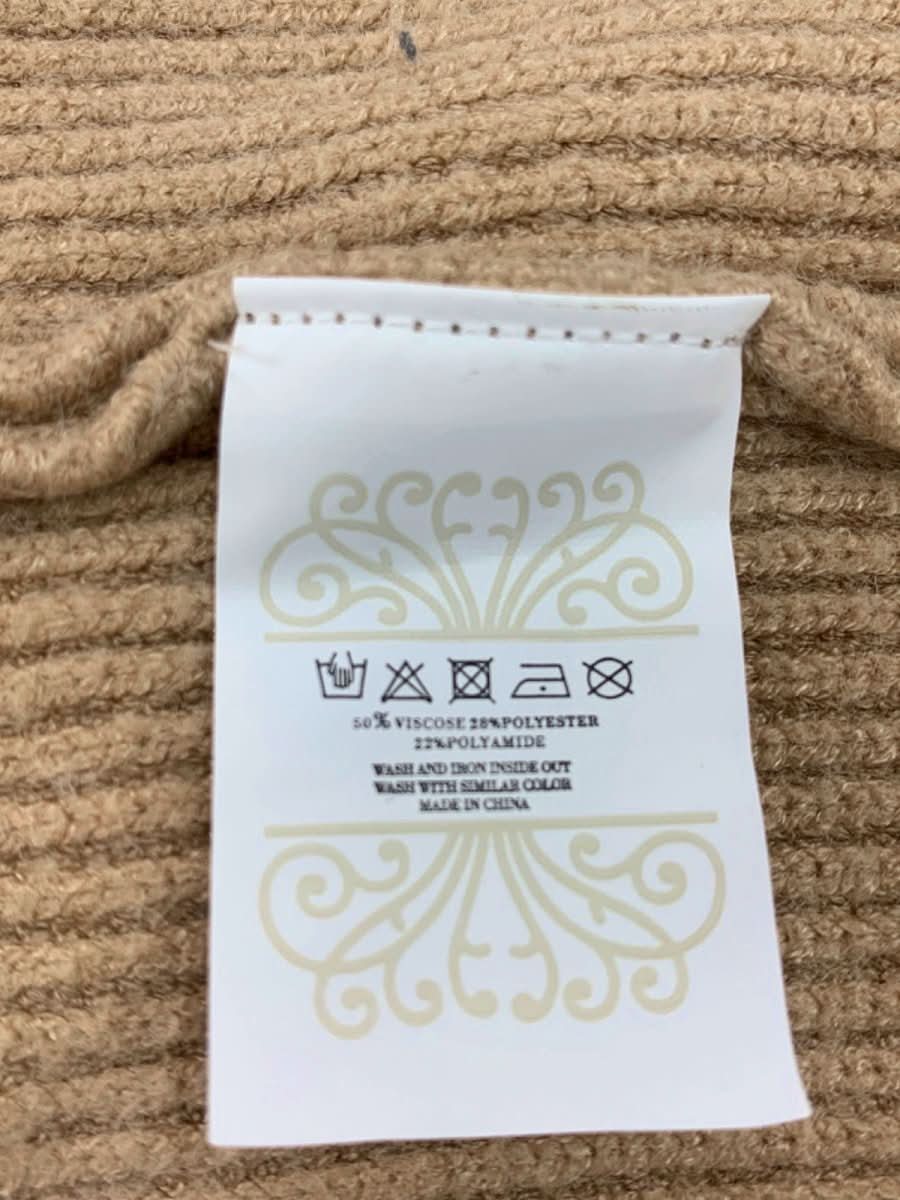 50% VISCOSE 28%POLYESTER
22%POLYAMIDE
WASH AND IRON INSIDE OUT
WASH WITH SIMILAR COLOR
MADE IN CHINA